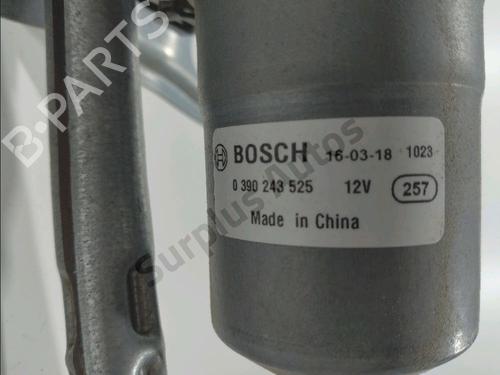 B-PARTS
BOSCH 16-03-18 1023
0 390 243 525 12V 257
Made in China
Surplus Autos